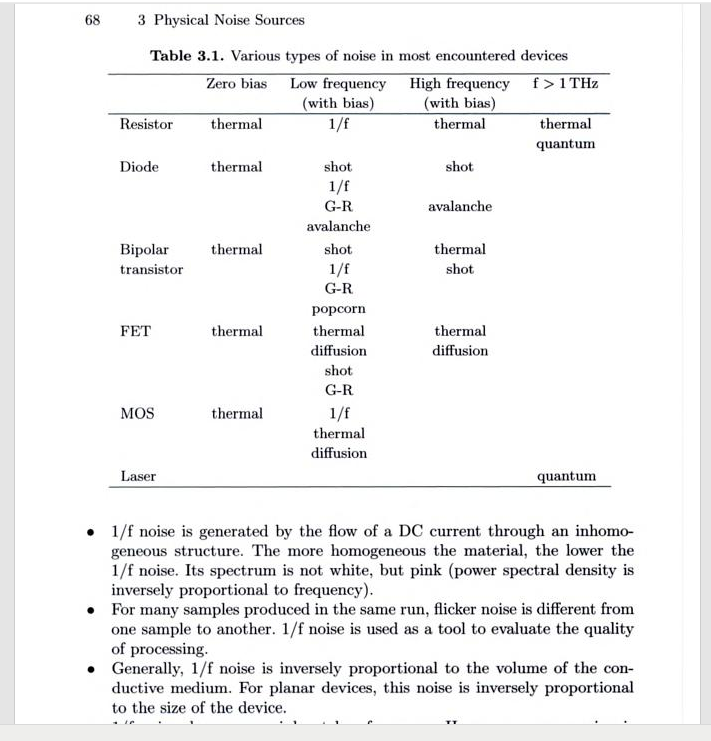 68 3 Physical Noise Sources
Table 3.1. Various types of noise in most encountered devices
Zero bias Low frequency High frequency f > 1 THz
(with bias) (with bias)
Resistor thermal 1/f thermal thermal
quantum
Diode thermal shot shot
1/f
G-R avalanche
avalanche
Bipolar thermal shot thermal
transistor 1/f shot
G-R
popcorn
FET thermal thermal thermal
diffusion diffusion
shot
G-R
MOS thermal 1/f
thermal
diffusion
Laser quantum
• 1/f noise is generated by the flow of a DC current through an inhomo-
geneous structure. The more homogeneous the material, the lower the
1/f noise. Its spectrum is not white, but pink (power spectral density is
inversely proportional to frequency).
• For many samples produced in the same run, flicker noise is different from
one sample to another. 1/f noise is used as a tool to evaluate the quality
of processing.
• Generally, 1/f noise is inversely proportional to the volume of the con-
ductive medium. For planar devices, this noise is inversely proportional
to the size of the device.